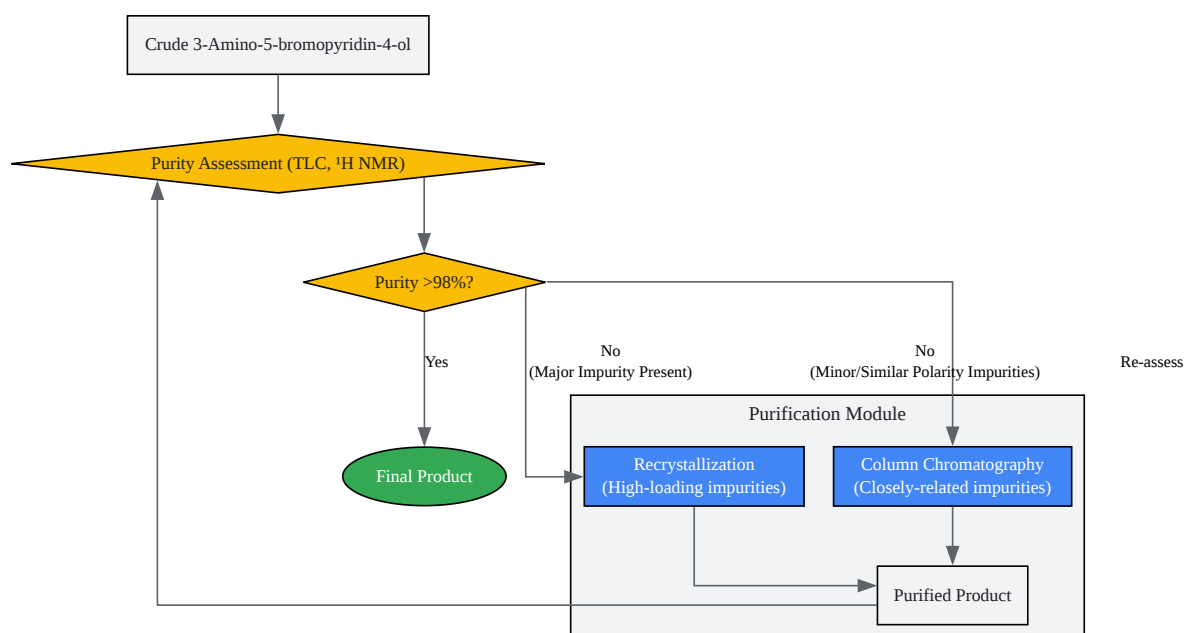 Crude 3-Amino-5-bromopyridin-4-ol
Purity Assessment (TLC, ¹H NMR)
Purity >98%?
Yes
No
(Major Impurity Present)
No
(Minor/Similar Polarity Impurities)
Re-assess
Purification Module
Final Product
Recrystallization
(High-loading impurities)
Column Chromatography
(Closely-related impurities)
Purified Product